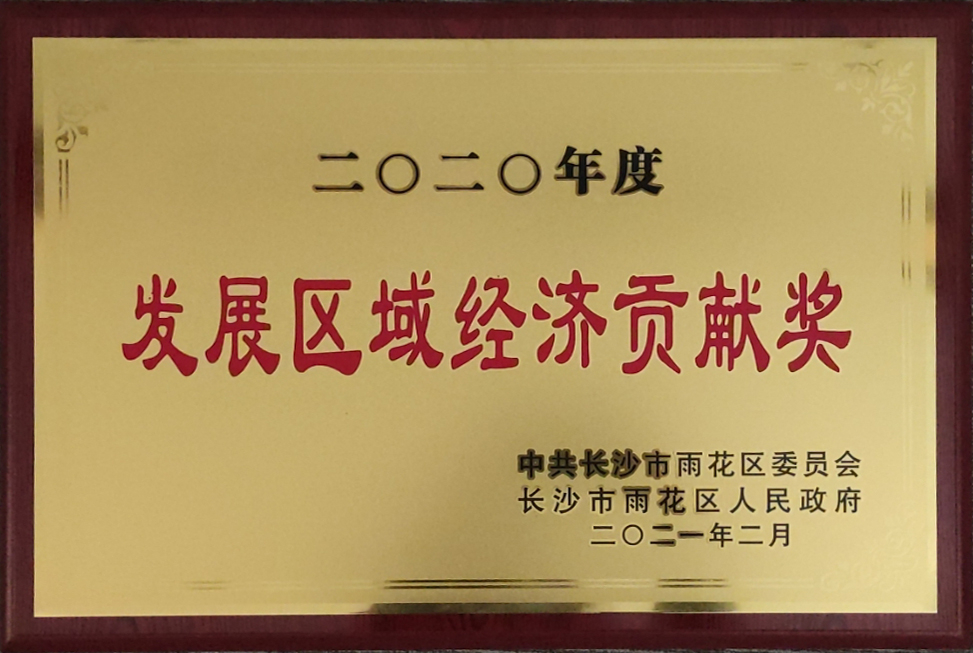 二〇二〇年度
发展区域经济贡献奖
中共长沙市雨花区委员会
长沙市雨花区人民政府
二〇二一年二月